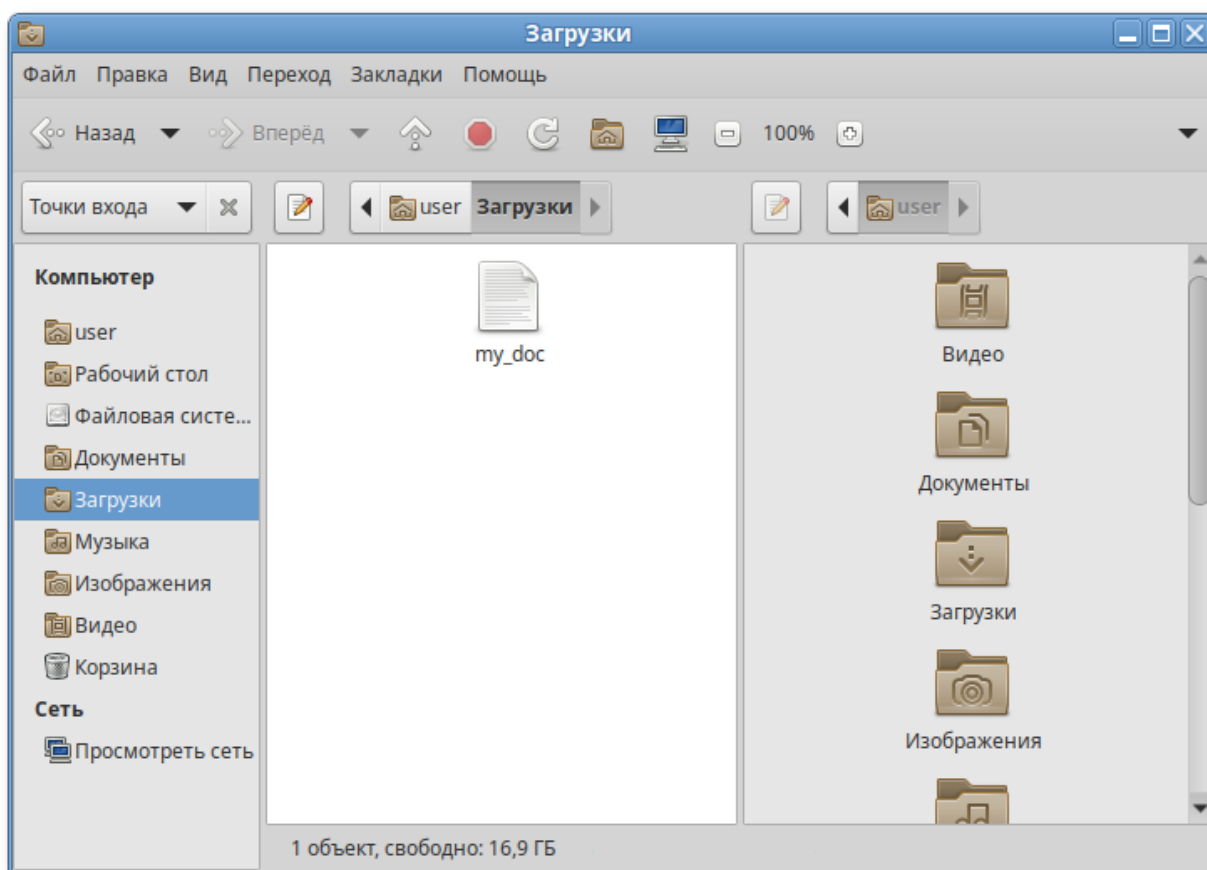 Загрузки
Файл Правка Вид Переход Закладки Помощь
Назад Вперёд 100%
Точки входа user Загрузки user
Компьютер
user
Рабочий стол
Файловая систе...
Документы
Загрузки
Музыка
Изображения
Видео
Корзина
Сеть
Просмотреть сеть
my_doc
Видео
Документы
Загрузки
Изображения
1 объект, свободно: 16,9 ГБ